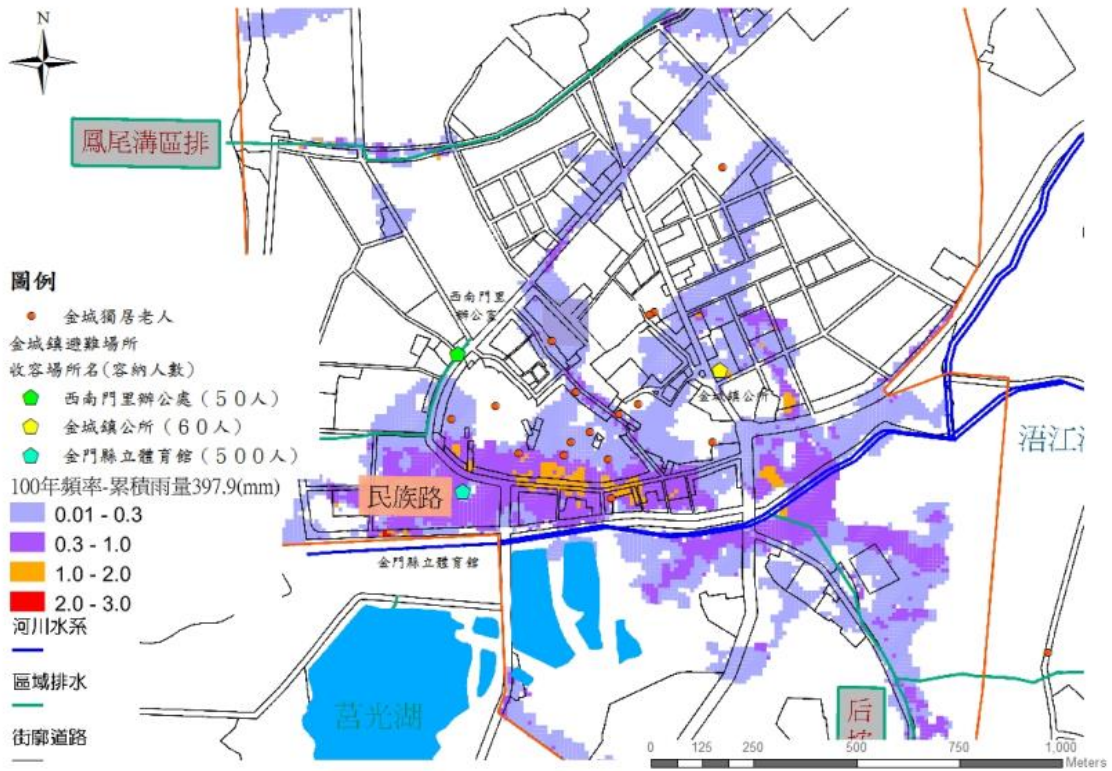 N
鳳尾溝區排
圖例
金城獨居老人
金城鎮避難場所
收容場所名(容納人數)
西南門里辦公處(50人)
金城鎮公所(60人)
金門縣立體育館(500人)
100年頻率-累積雨量397.9(mm)
0.01 - 0.3
0.3 - 1.0
1.0 - 2.0
2.0 - 3.0
河川水系
區域排水
街廓道路
西南門里
辦公處
金城鎮公所
浯江
民族路
金門縣立體育館
莒光湖
后
0 125 250 500 750 1,000
Meters